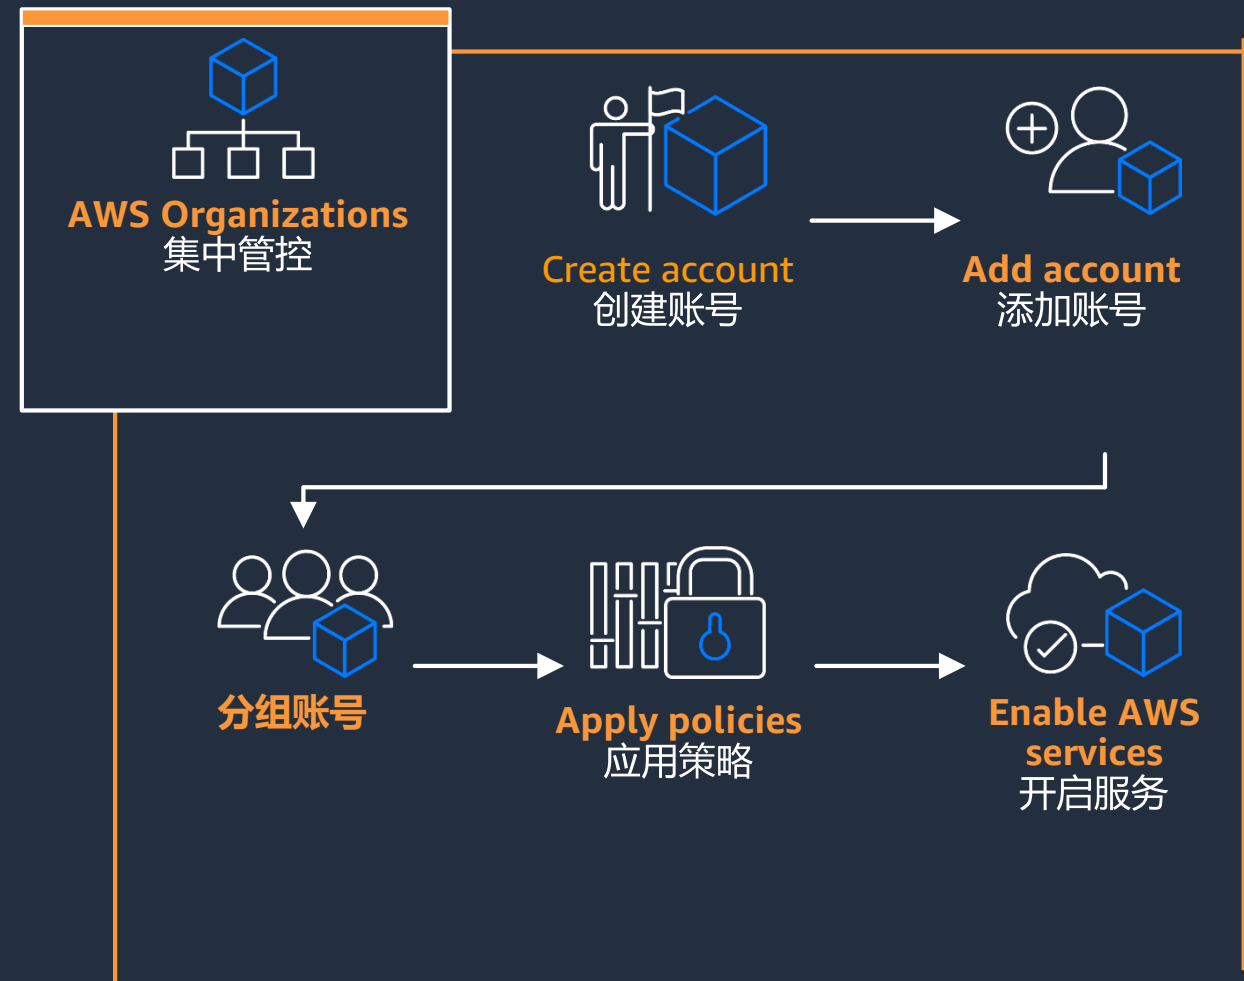 AWS Organizations
集中管控
Create account
创建账号
Add account
添加账号
分组账号
Apply policies
应用策略
Enable AWS
services
开启服务